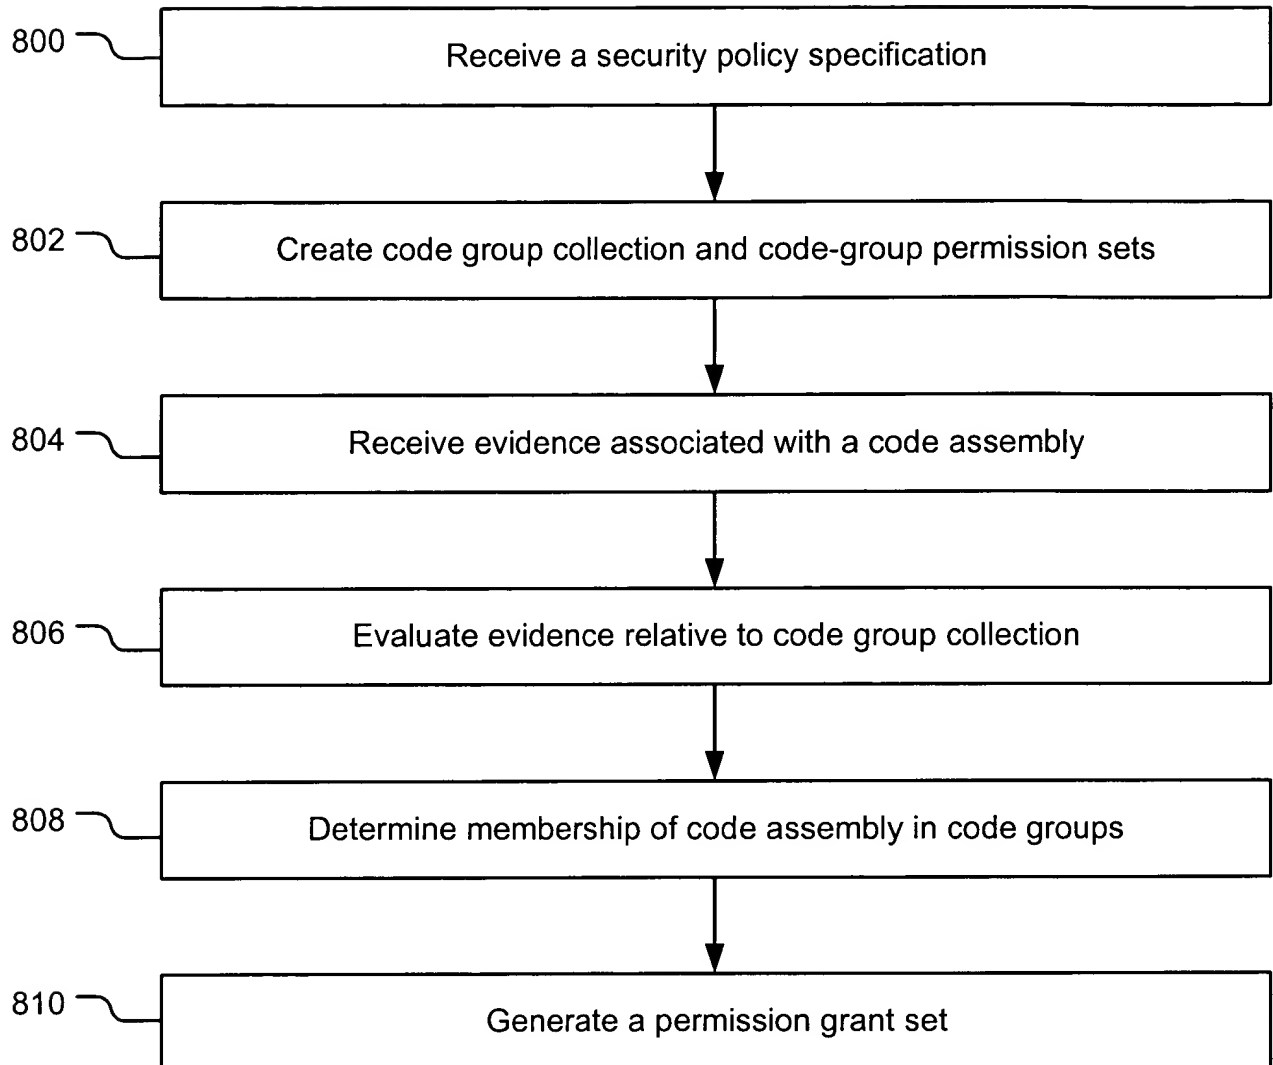 800
Receive a security policy specification
802
Create code group collection and code-group permission sets
804
Receive evidence associated with a code assembly
806
Evaluate evidence relative to code group collection
808
Determine membership of code assembly in code groups
810
Generate a permission grant set